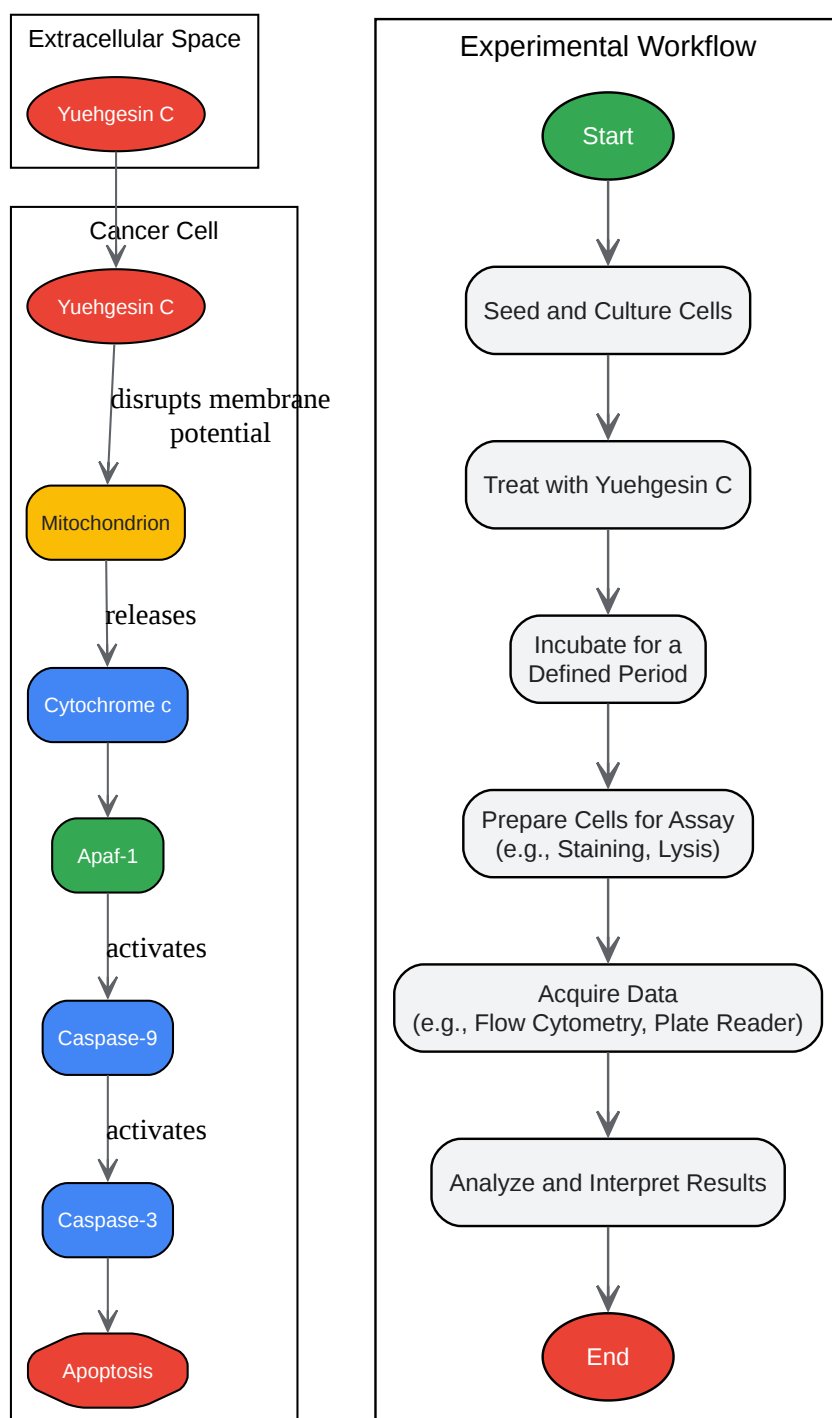 Extracellular Space
Yuehgesin C
Cancer Cell
Yuehgesin C
disrupts membrane
potential
Mitochondrion
releases
Cytochrome c
Apaf-1
activates
Caspase-9
activates
Caspase-3
Apoptosis
Experimental Workflow
Start
Seed and Culture Cells
Treat with Yuehgesin C
Incubate for a
Defined Period
Prepare Cells for Assay
(e.g., Staining, Lysis)
Acquire Data
(e.g., Flow Cytometry, Plate Reader)
Analyze and Interpret Results
End